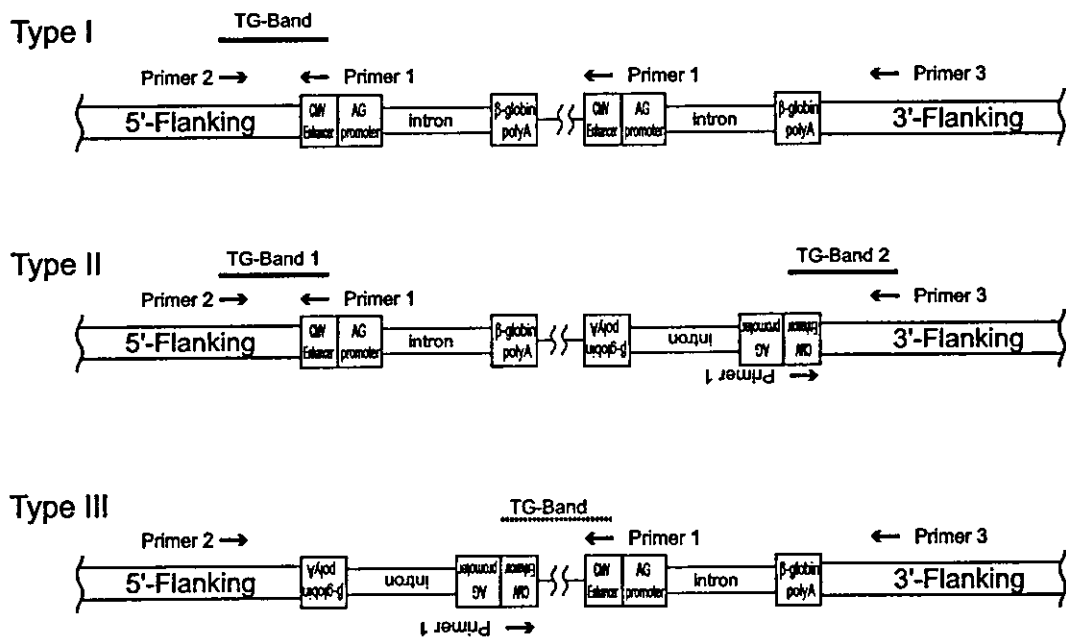 TG-Band
Type I
Primer 2 Primer 1 Primer 1 Primer 3
5'-Flanking CMV Enhancer AG promoter intron β-globin polyA CMV Enhancer AG promoter intron β-globin polyA 3'-Flanking
Type II
TG-Band 1 TG-Band 2
Primer 2 Primer 1 Primer 3
5'-Flanking CMV Enhancer AG promoter intron β-globin polyA β-globin polyA intron AG promoter CMV Enhancer 3'-Flanking
Primer 1
Type III
TG-Band
Primer 2 Primer 1 Primer 3
5'-Flanking β-globin polyA intron AG promoter CMV Enhancer CMV Enhancer AG promoter intron β-globin polyA 3'-Flanking
Primer 1